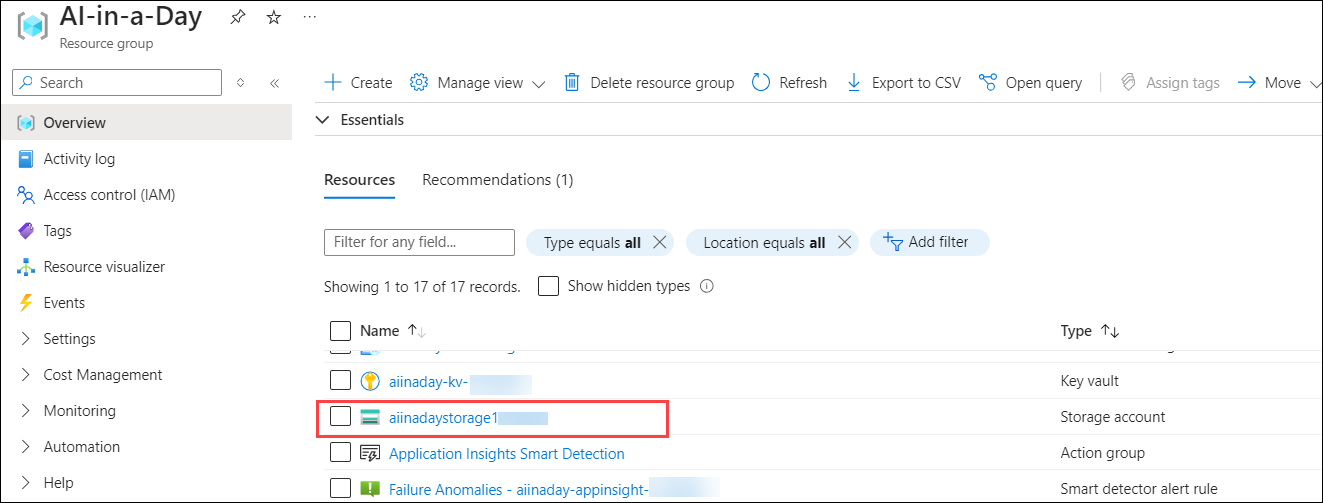 AI-in-a-Day ...
Resource group
Search
Create Manage view Delete resource group Refresh Export to CSV Open query Assign tags Move
Essentials
Overview
Activity log
Access control (IAM)
Tags
Resource visualizer
Events
Settings
Cost Management
Monitoring
Automation
Help
Resources Recommendations (1)
Filter for any field... Type equals all Location equals all Add filter
Showing 1 to 17 of 17 records. Show hidden types
Name Type
aiinaday-kv- Key vault
aiinadaystorage1 Storage account
Application Insights Smart Detection Action group
Failure Anomalies - aiinaday-appinsight- Smart detector alert rule